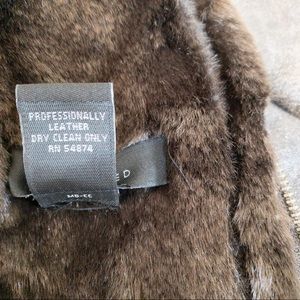 PROFESSIONALLY
LEATHER
DRY CLEAN ONLY
RN 54874
E D